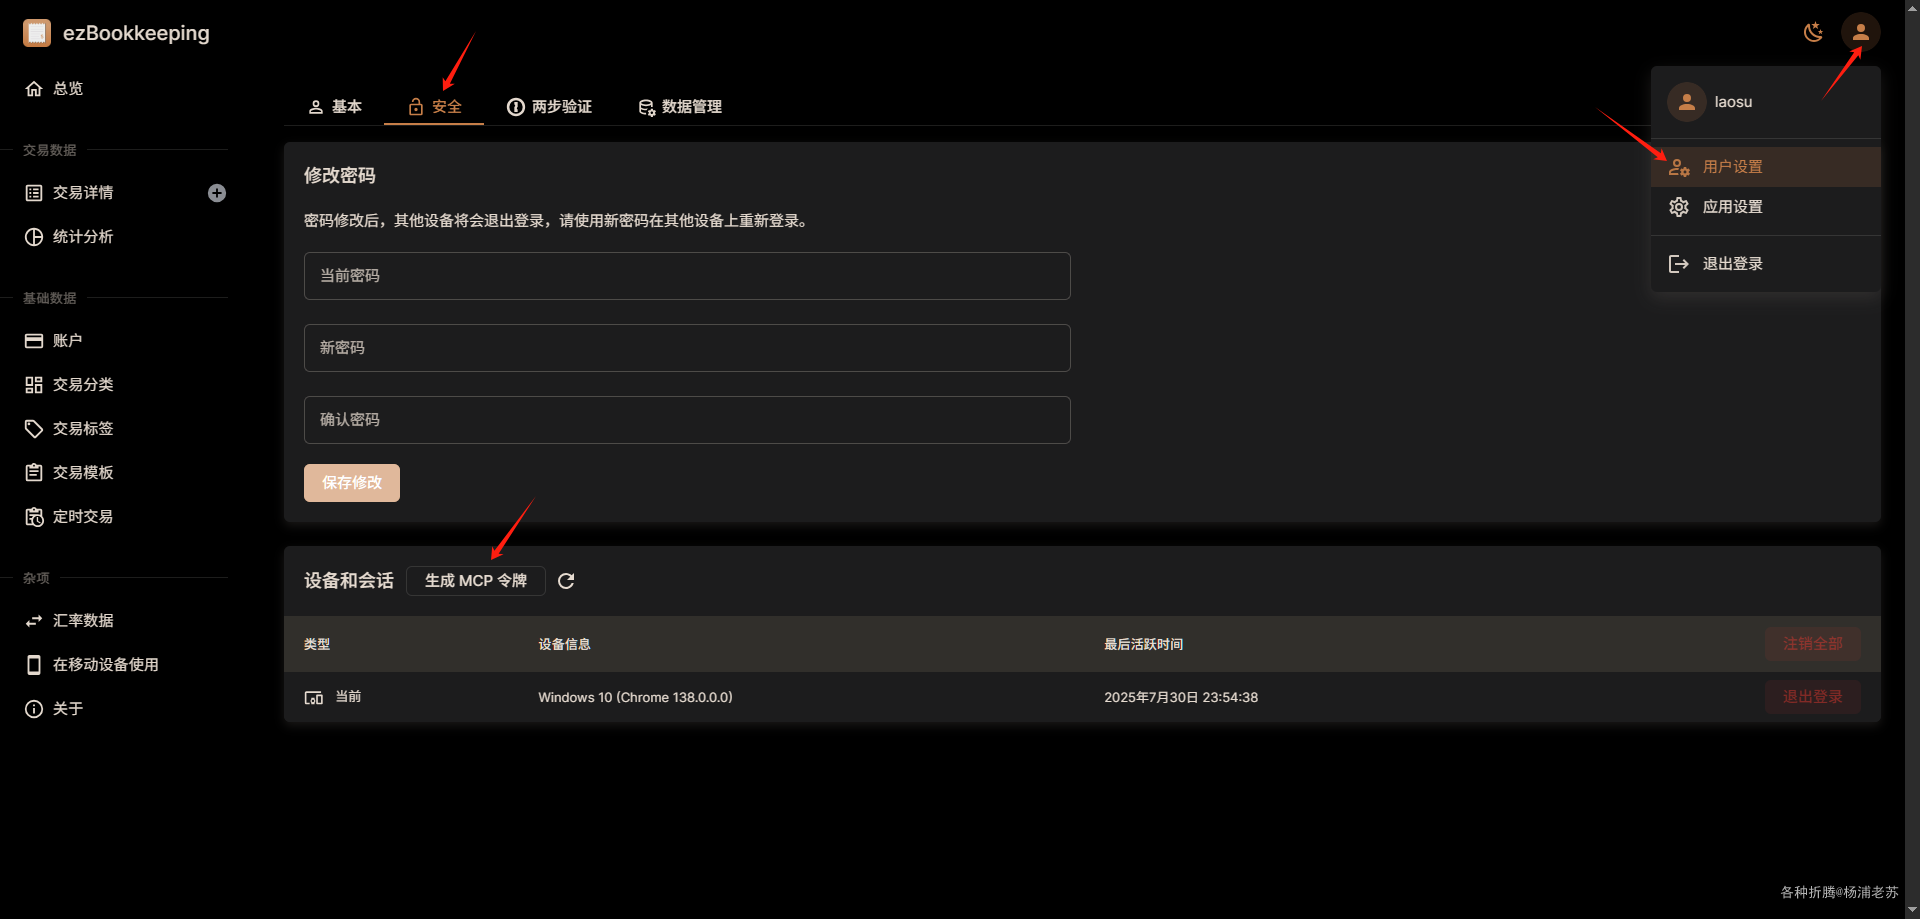 ezBookkeeping
总览
交易数据
交易详情
统计分析
基础数据
账户
交易分类
交易标签
交易模板
定时交易
杂项
汇率数据
在移动设备使用
关于
基本
安全
两步验证
数据管理
修改密码
密码修改后，其他设备将会退出登录，请使用新密码在其他设备上重新登录。
当前密码
新密码
确认密码
保存修改
设备和会话
生成 MCP 令牌
类型 设备信息 最后活跃时间 注销全部
当前 Windows 10 (Chrome 138.0.0.0) 2025年7月30日 23:54:38 退出登录
laosu
用户设置
应用设置
退出登录
各种折腾@杨浦老苏